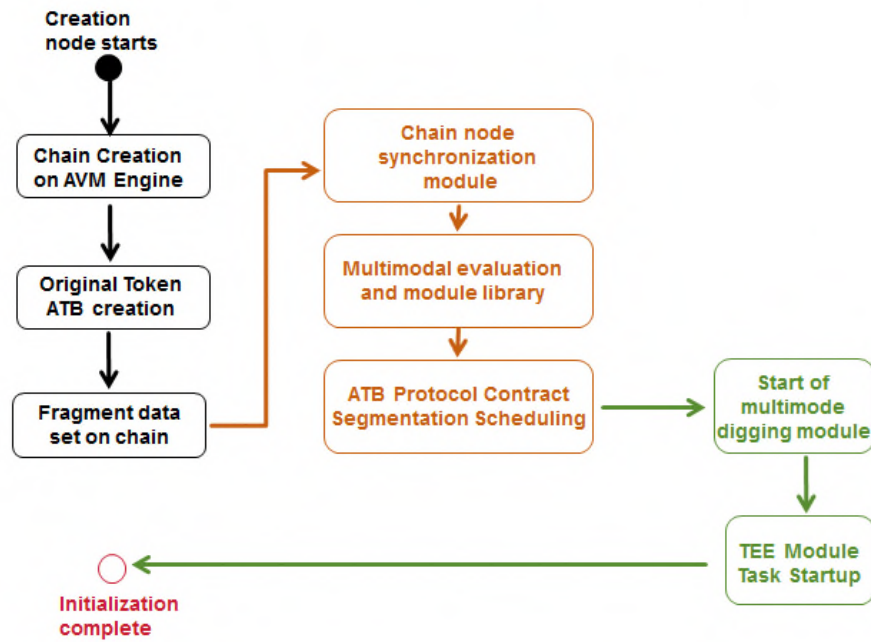 Creation
node starts
Chain Creation
on AVM Engine
Original Token
ATB creation
Fragment data
set on chain
Chain node
synchronization
module
Multimodal evaluation
and module library
ATB Protocol Contract
Segmentation Scheduling
Start of
multimode
digging module
TEE Module
Task Startup
Initialization
complete